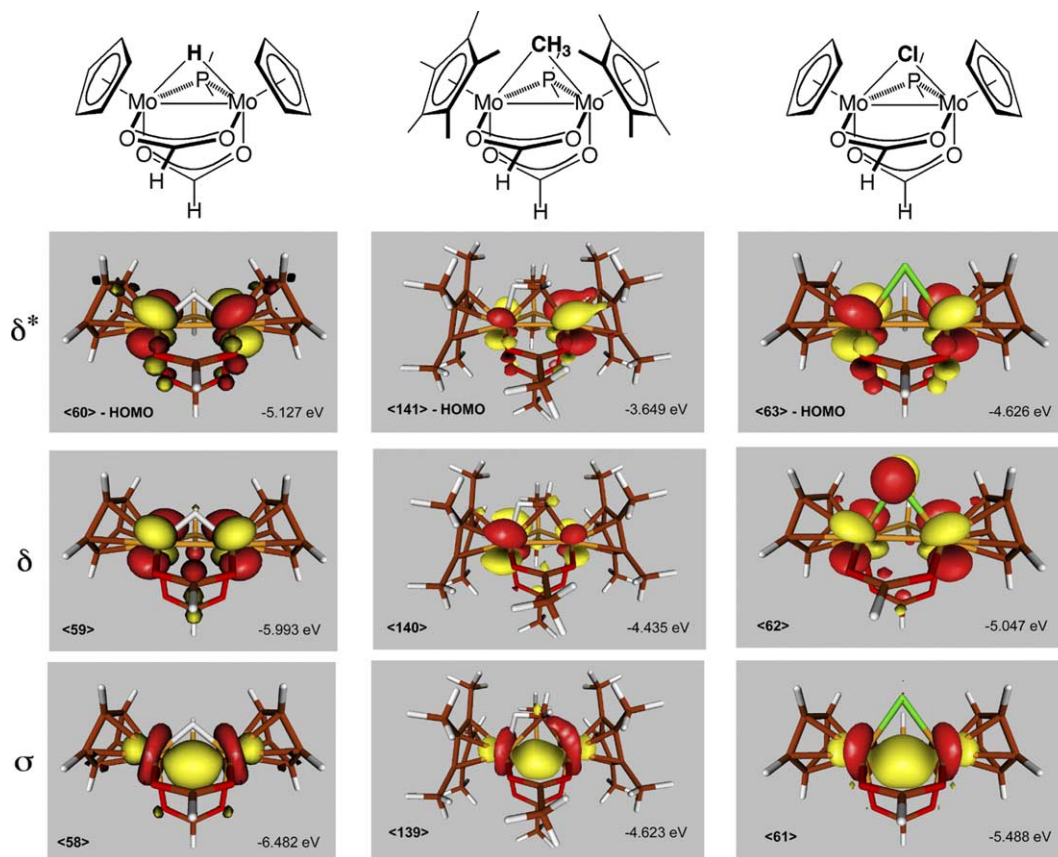 H
P
Mo Mo
O O
O O
H
H
CH3
P
Mo Mo
O O
O O
H
H
Cl
P
Mo Mo
O O
O O
H
H
δ*
<60> - HOMO -5.127 eV
<141> - HOMO -3.649 eV
<63> - HOMO -4.626 eV
δ
<59> -5.993 eV
<140> -4.435 eV
<62> -5.047 eV
σ
<58> -6.482 eV
<139> -4.623 eV
<61> -5.488 eV